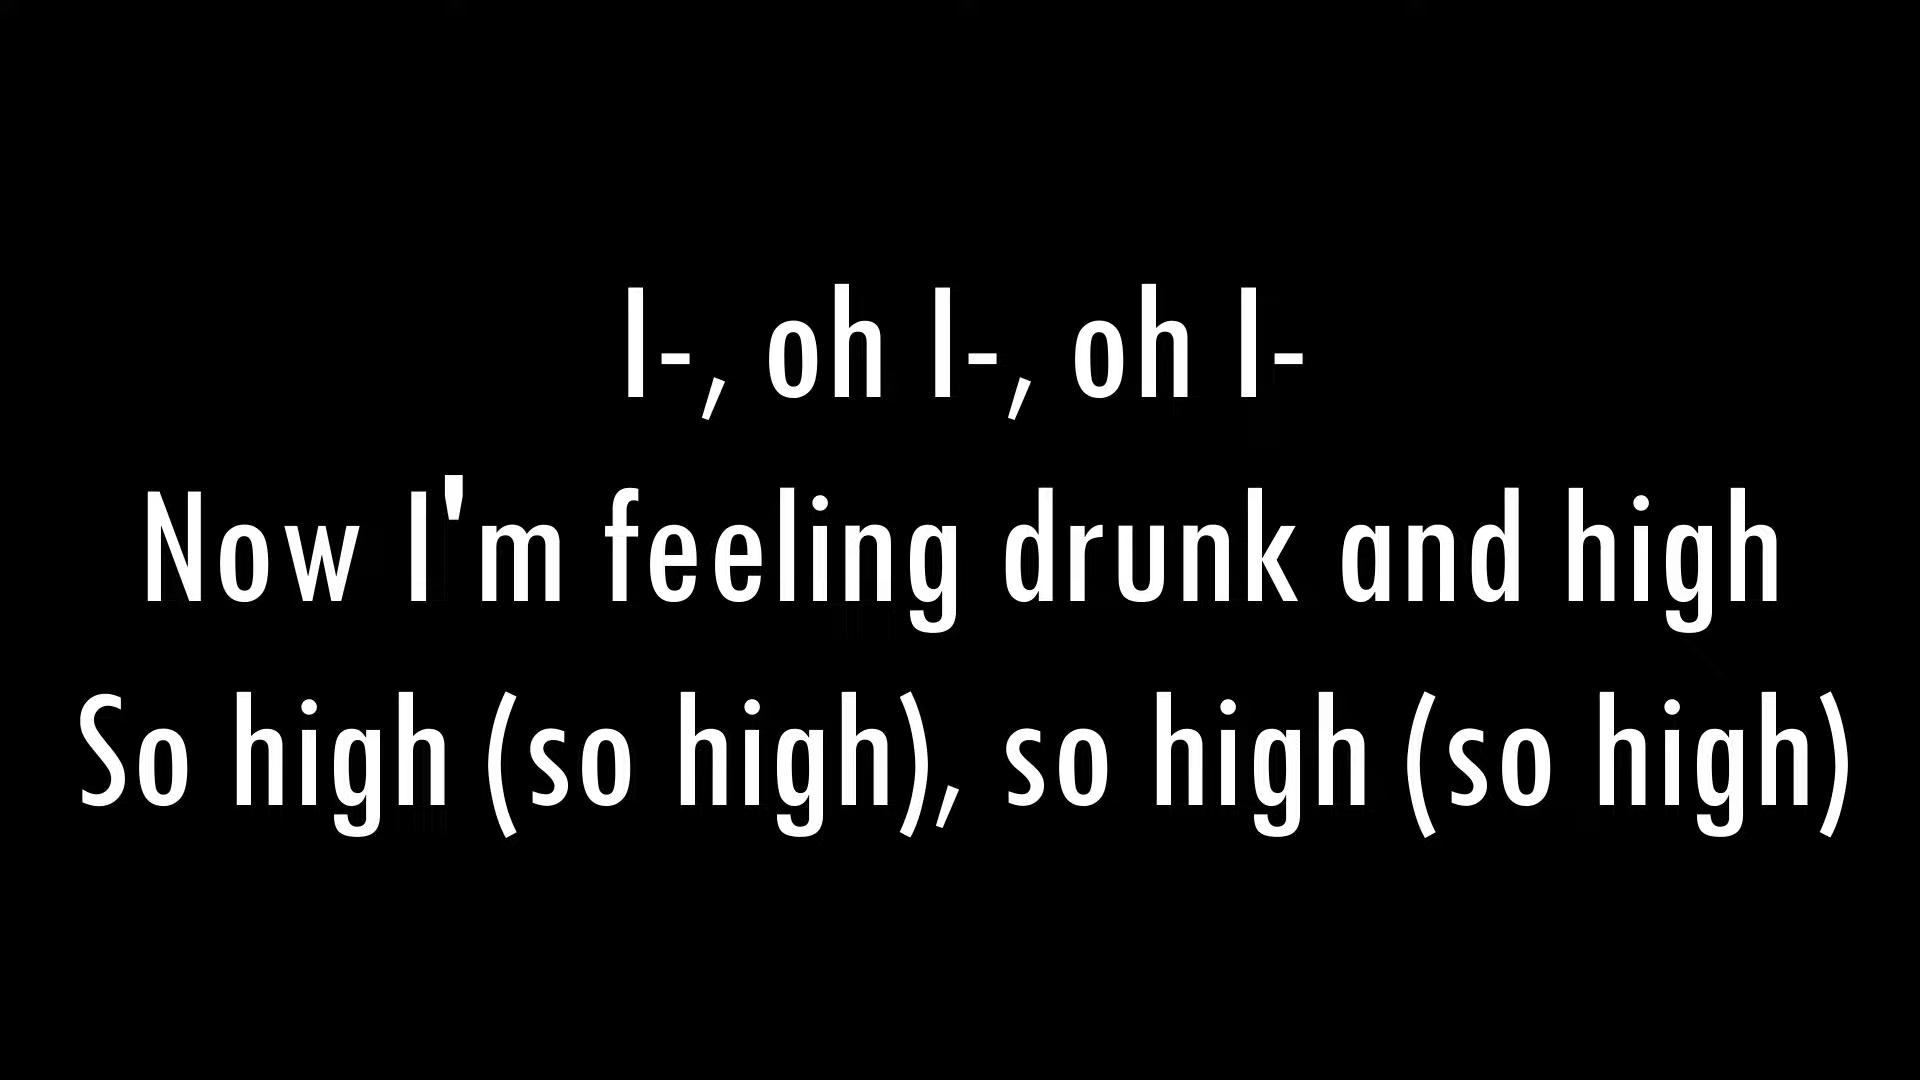 I-, oh I-, oh I-
Now I'm feeling drunk and high
So high (so high), so high (so high)